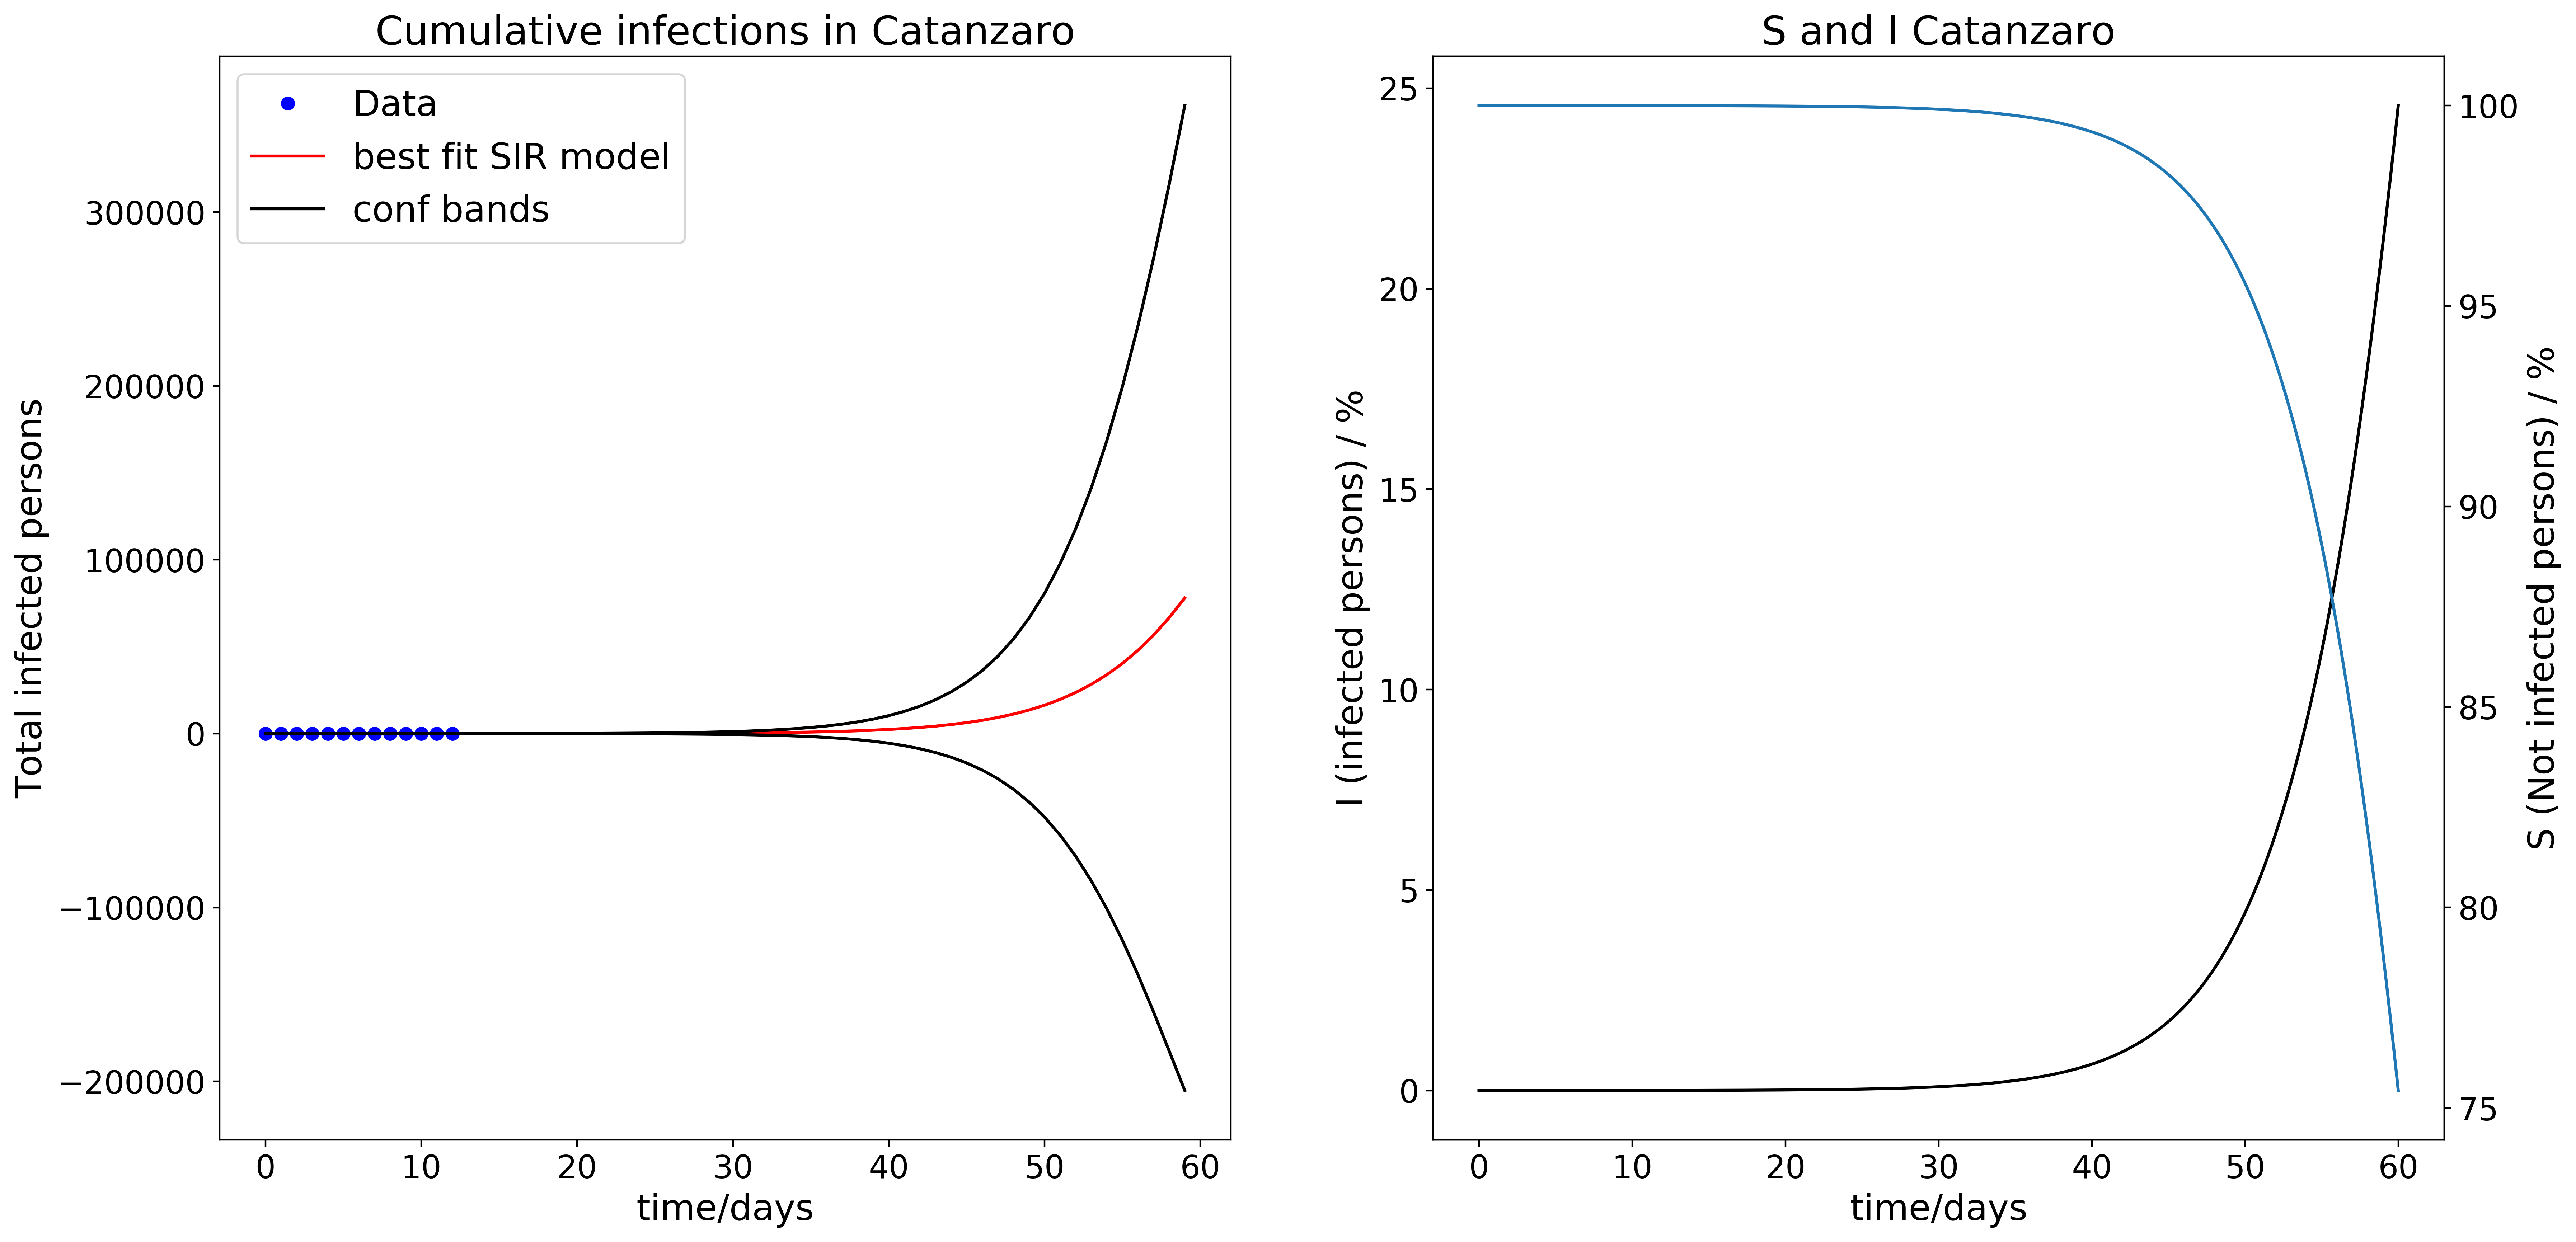 Cumulative infections in Catanzaro
Data
best fit SIR model
conf bands
Total infected persons
300000
200000
100000
0
−100000
−200000
0 10 20 30 40 50 60
time/days
S and I Catanzaro
I (infected persons) / %
25
20
15
10
5
0
0 10 20 30 40 50 60
time/days
100
95
90
85
80
75
S (Not infected persons) / %